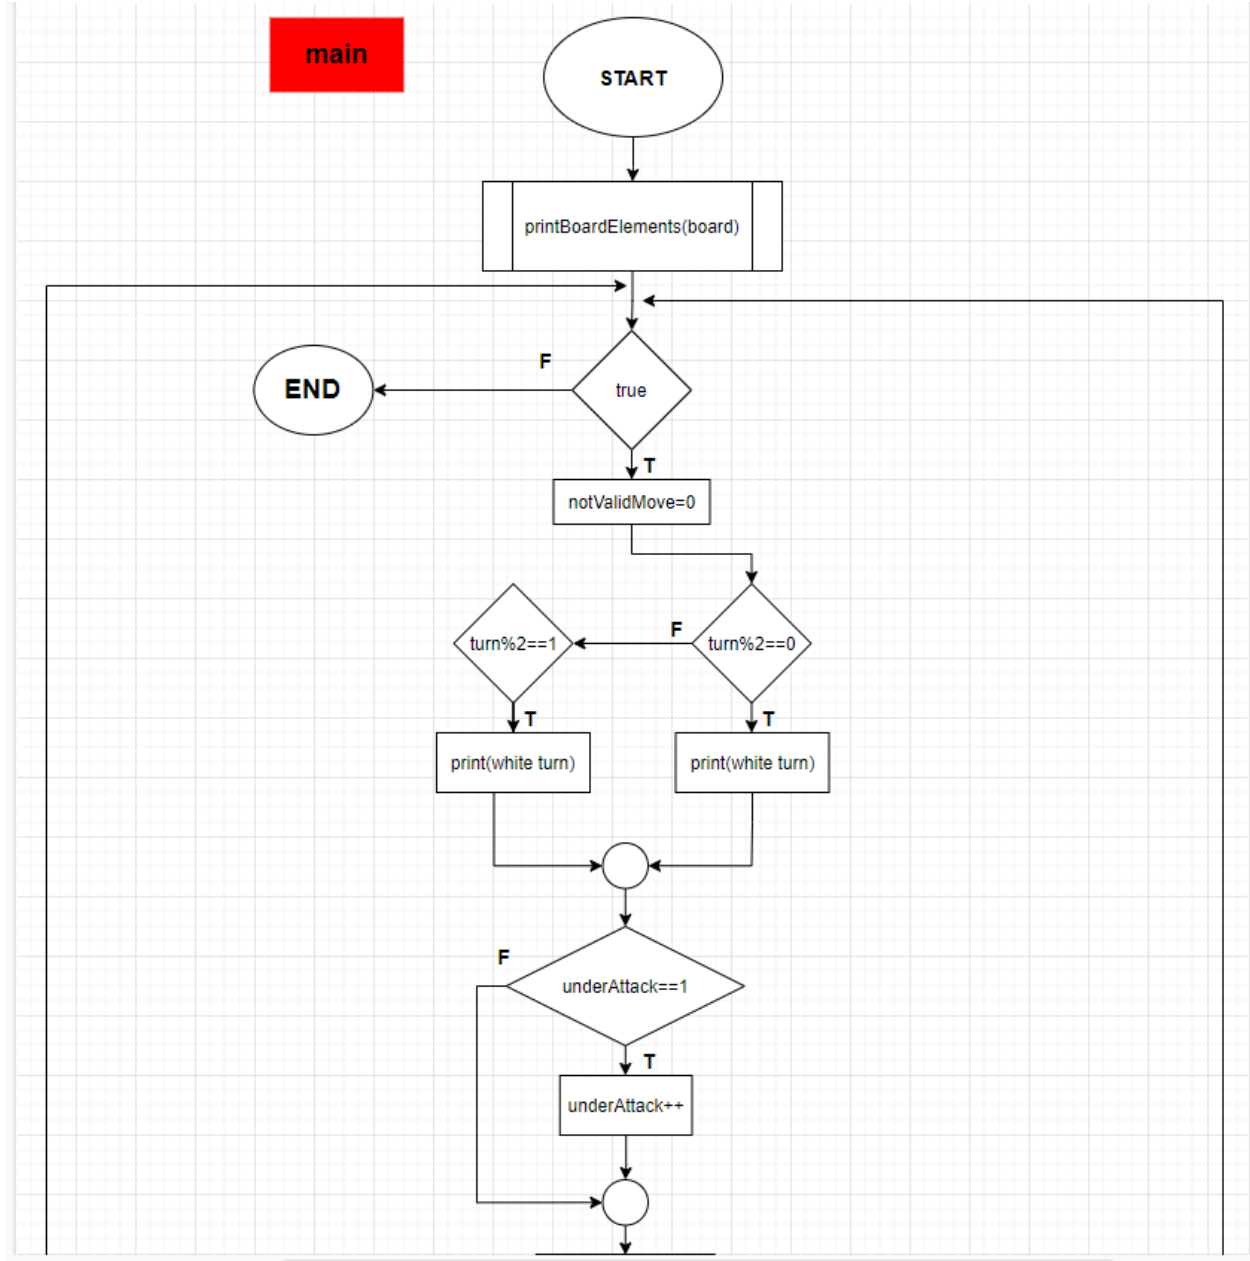 main
START
printBoardElements(board)
F
END
true
T
notValidMove=0
turn%2==1
F
turn%2==0
T
T
print(white turn)
print(white turn)
F
underAttack==1
T
underAttack++